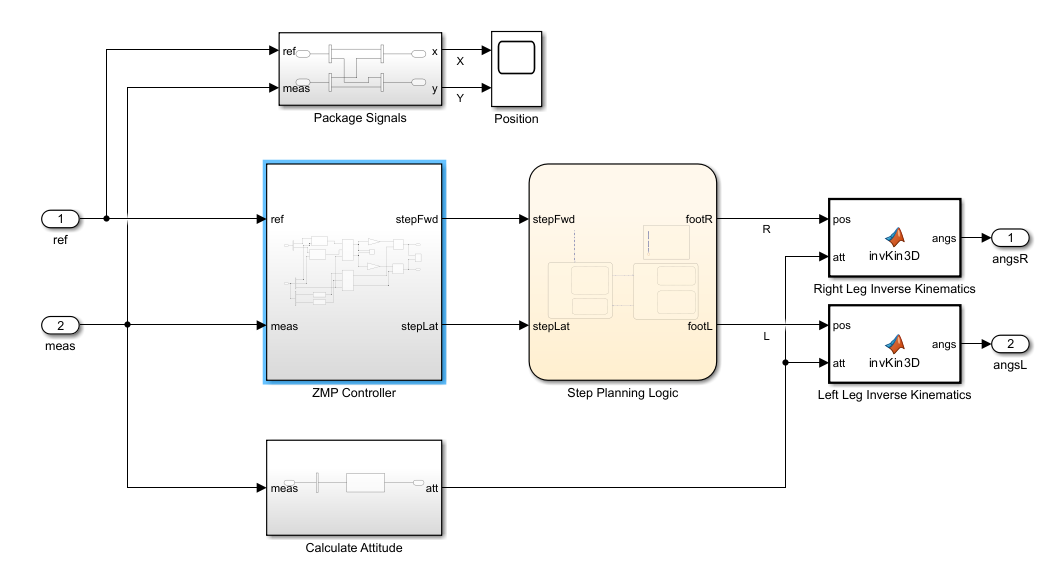 ref
meas
x
y
X
Y
Package Signals
Position
1
ref
2
meas
ref
meas
stepFwd
stepLat
ZMP Controller
stepFwd
stepLat
footR
footL
Step Planning Logic
R
L
pos
att
angs
invKin3D
Right Leg Inverse Kinematics
1
angsR
pos
att
angs
invKin3D
Left Leg Inverse Kinematics
2
angsL
meas
att
Calculate Attitude